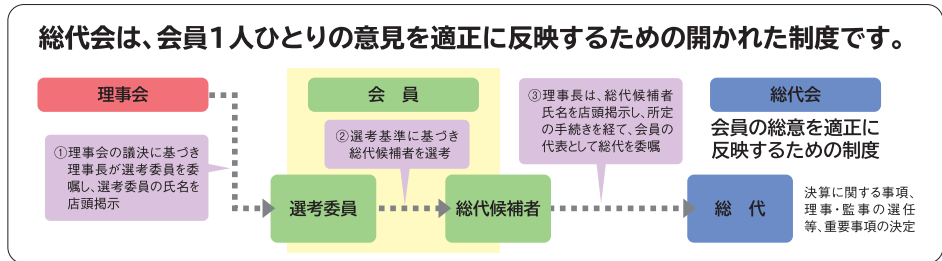 総代会は、会員1人ひとりの意見を適正に反映するための開かれた制度です。
理事会
会 員
総代会
①理事会の議決に基づき
理事長が選考委員を委
嘱し、選考委員の氏名を
店頭掲示
②選考基準に基づき
総代候補者を選考
③理事長は、総代候補者
氏名を店頭掲示し、所定
の手続きを経て、会員の
代表として総代を委嘱
会員の総意を適正に
反映するための制度
選考委員
総代候補者
総 代
決算に関する事項、
理事・監事の選任
等、重要事項の決定